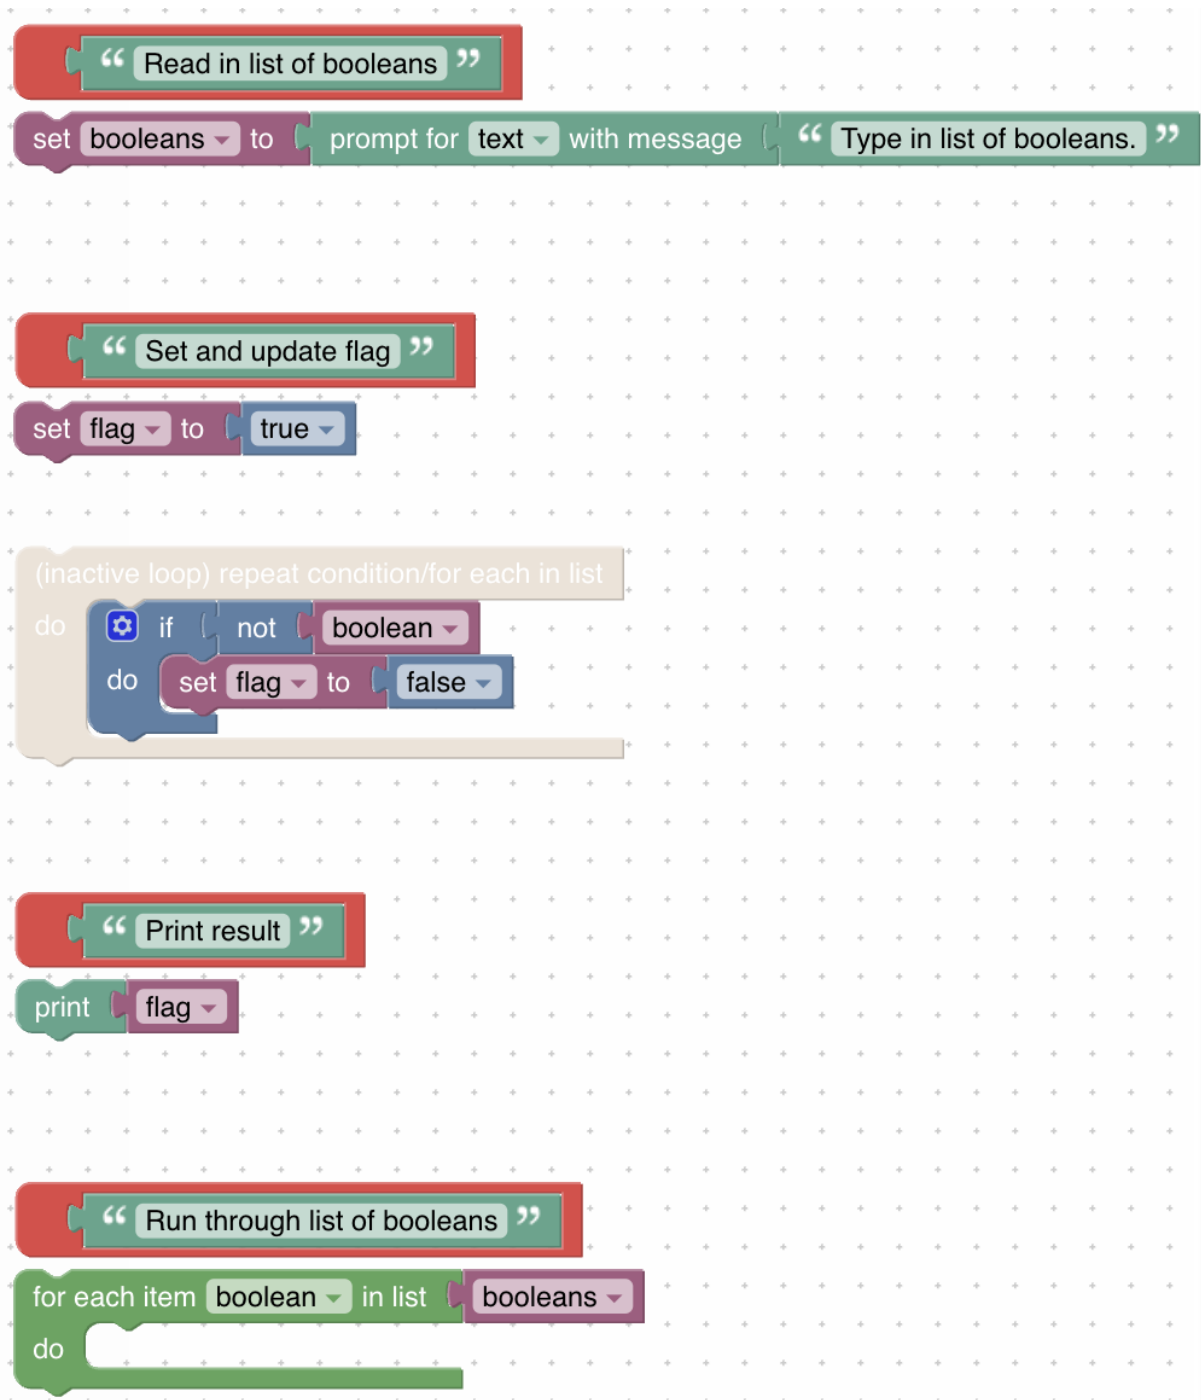 “ Read in list of booleans ”
set booleans to prompt for text with message “ Type in list of booleans. ”
“ Set and update flag ”
set flag to true
(inactive loop) repeat condition/for each in list
do if not boolean
do set flag to false
“ Print result ”
print flag
“ Run through list of booleans ”
for each item boolean in list booleans
do